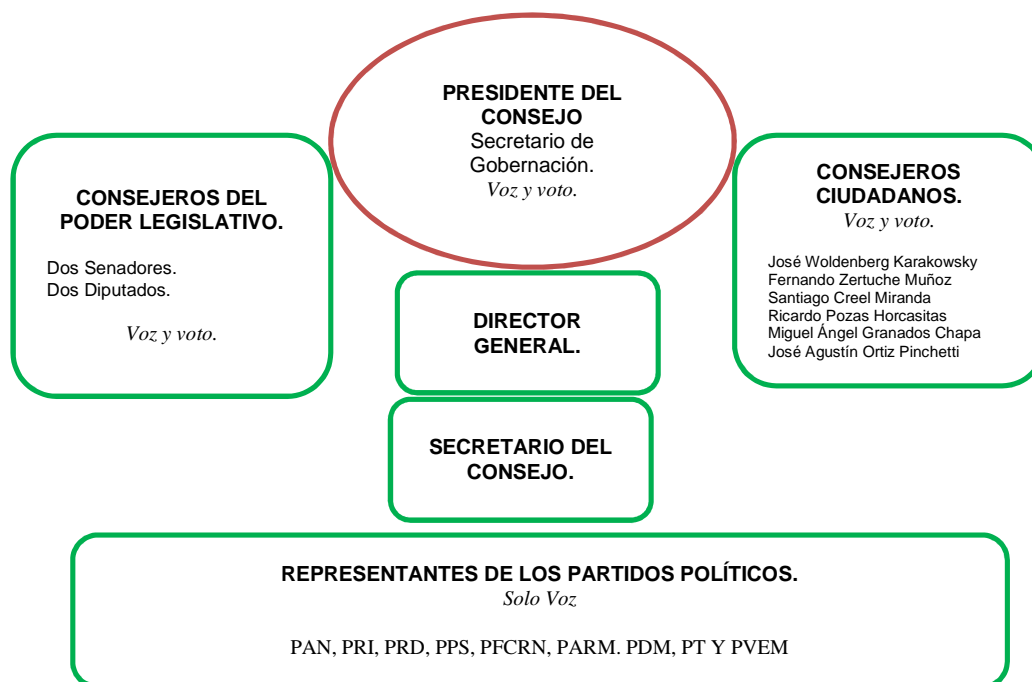 PRESIDENTE DEL
CONSEJO
Secretario de
Gobernación.
Voz y voto.
CONSEJEROS DEL
PODER LEGISLATIVO.
Dos Senadores.
Dos Diputados.
Voz y voto.
CONSEJEROS
CIUDADANOS.
Voz y voto.
José Woldenberg Karakowsky
Fernando Zertuche Muñoz
Santiago Creel Miranda
Ricardo Pozas Horcasitas
Miguel Ángel Granados Chapa
José Agustín Ortiz Pinchetti
DIRECTOR
GENERAL.
SECRETARIO DEL
CONSEJO.
REPRESENTANTES DE LOS PARTIDOS POLÍTICOS.
Solo Voz
PAN, PRI, PRD, PPS, PFCRN, PARM. PDM, PT Y PVEM